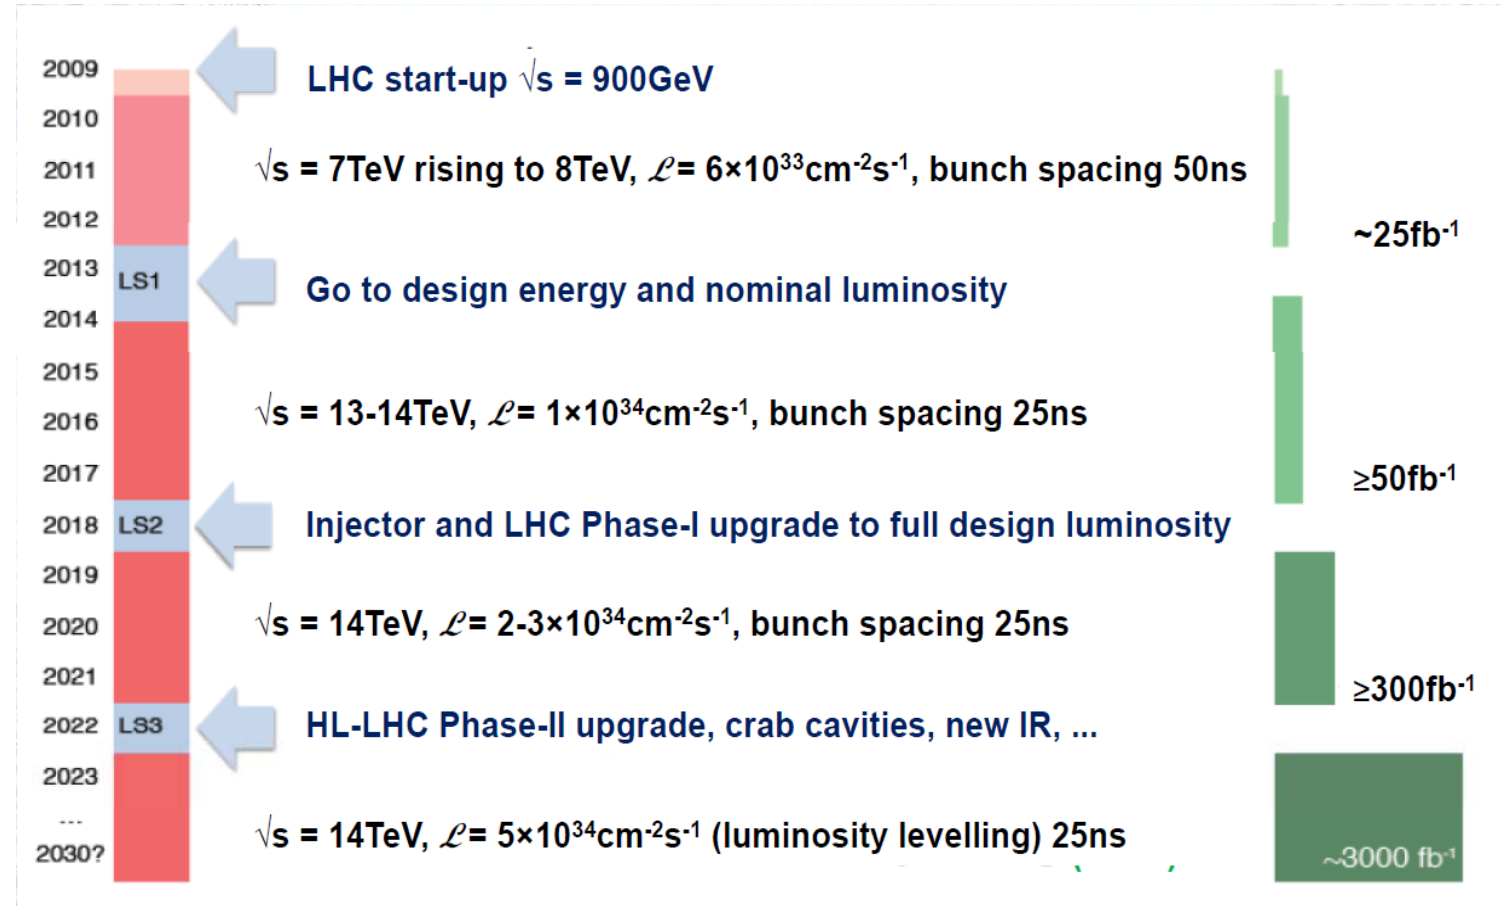 2009
LHC start-up √s = 900GeV
2010
2011
√s = 7TeV rising to 8TeV, ℒ= 6×10³³cm⁻²s⁻¹, bunch spacing 50ns
2012
~25fb⁻¹
2013
LS1
Go to design energy and nominal luminosity
2014
2015
2016
√s = 13-14TeV, ℒ= 1×10³⁴cm⁻²s⁻¹, bunch spacing 25ns
2017
≥50fb⁻¹
2018
LS2
Injector and LHC Phase-I upgrade to full design luminosity
2019
2020
√s = 14TeV, ℒ= 2-3×10³⁴cm⁻²s⁻¹, bunch spacing 25ns
2021
≥300fb⁻¹
2022
LS3
HL-LHC Phase-II upgrade, crab cavities, new IR, ...
2023
...
2030?
√s = 14TeV, ℒ= 5×10³⁴cm⁻²s⁻¹ (luminosity levelling) 25ns
~3000 fb⁻¹